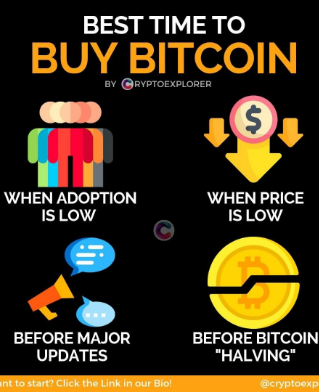 BEST TIME TO
BUY BITCOIN
BY CRYPTOEXPLORER
WHEN ADOPTION
IS LOW
WHEN PRICE
IS LOW
BEFORE MAJOR
UPDATES
BEFORE BITCOIN
"HALVING"
nt to start? Click the Link in our Bio!
@cryptoexp